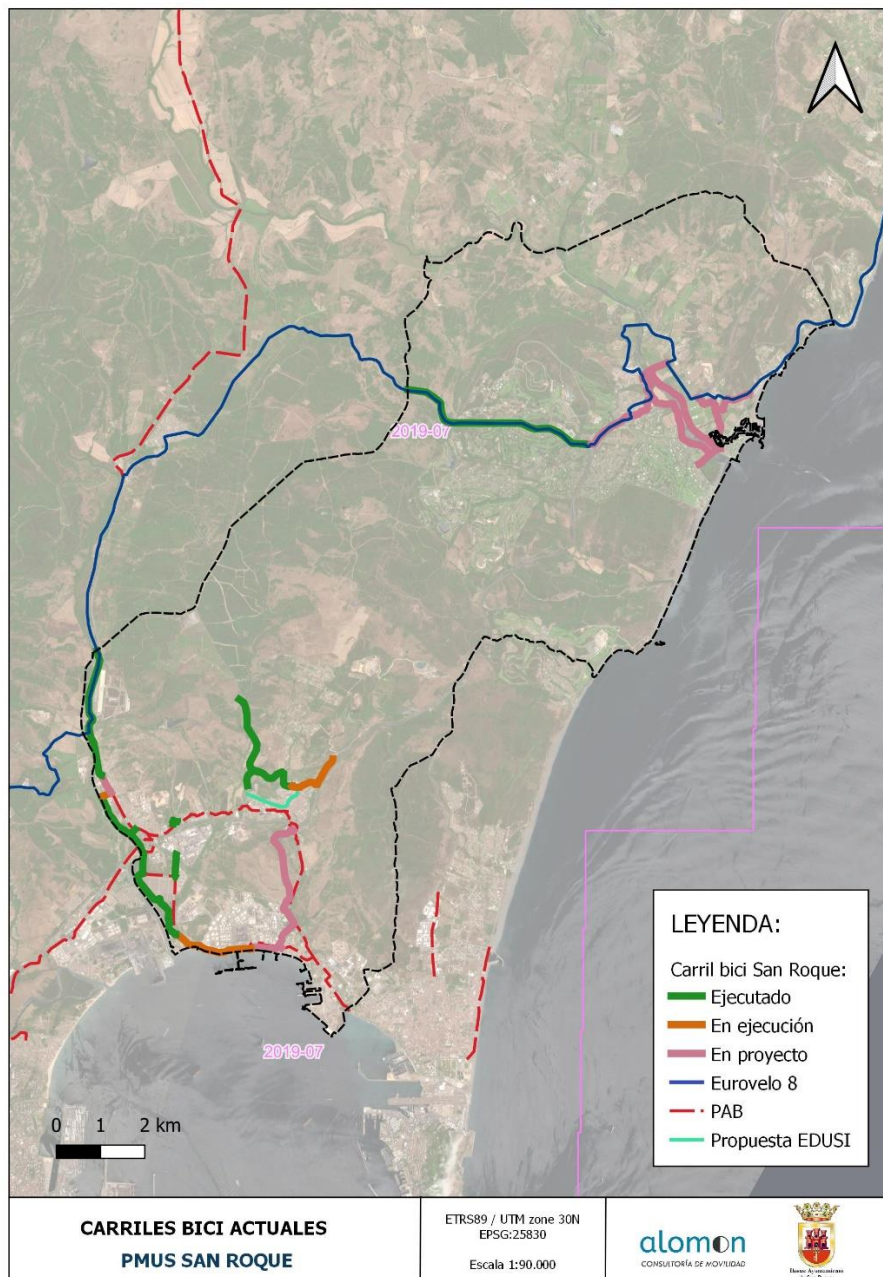 2019-07
2019-07
LEYENDA:
Carril bici San Roque:
Ejecutado
En ejecución
En proyecto
Eurovelo 8
PAB
Propuesta EDUSI
0 1 2 km
CARRILES BICI ACTUALES
PMUS SAN ROQUE
ETRS89 / UTM zone 30N
EPSG:25830
Escala 1:90.000
alomon
CONSULTORÍA DE MOVILIDAD
Ilustre Ayuntamiento